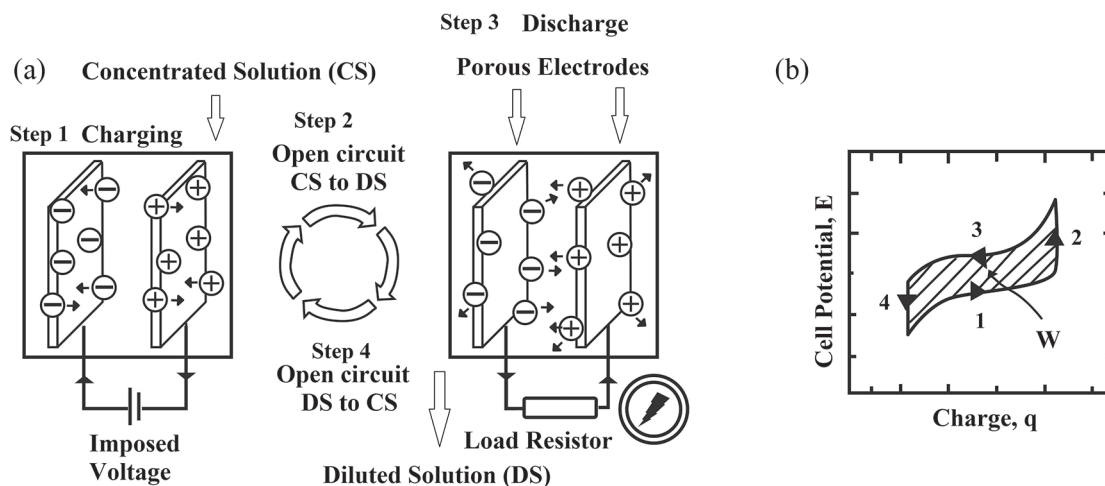 Step 3 Discharge
(a)
Concentrated Solution (CS)
Porous Electrodes
(b)
Step 1 Charging
Step 2
Open circuit
CS to DS
Step 4
Open circuit
DS to CS
Imposed
Voltage
Load Resistor
Diluted Solution (DS)
Cell Potential, E
3
2
4
1
W
Charge, q